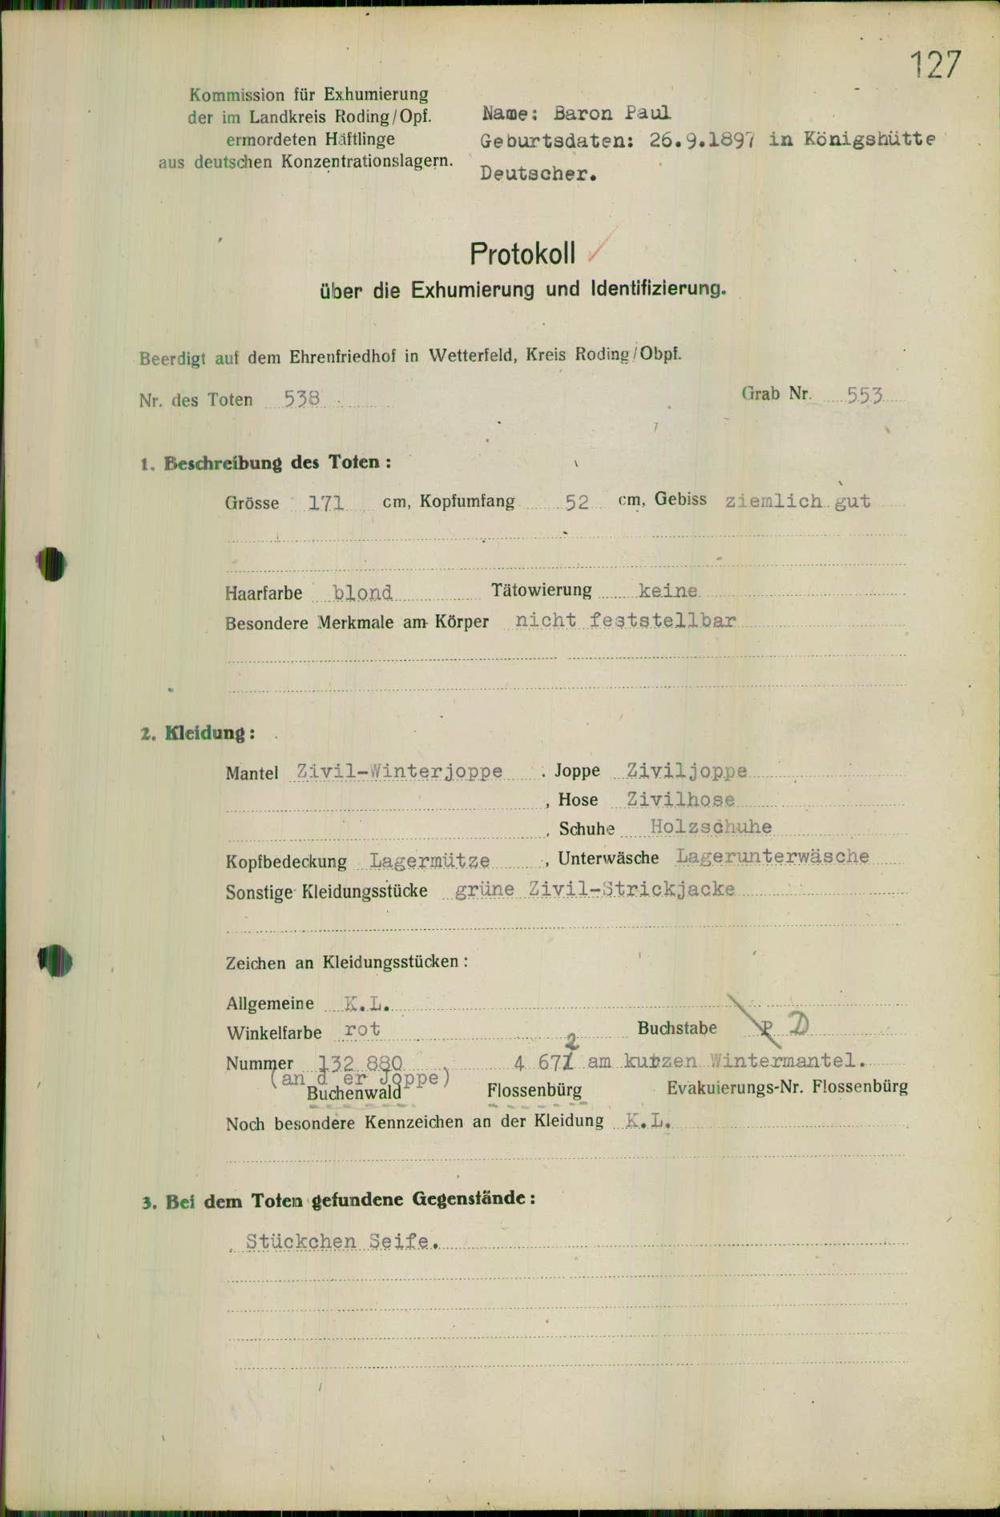 127
Kommission für Exhumierung
der im Landkreis Roding/Opf.
ermordeten Häftlinge
aus deutschen Konzentrationslagern.
Name: Baron Paul
Geburtsdaten: 26.9.1897 in Königshütte
Deutscher.
Protokoll
über die Exhumierung und Identifizierung.
Beerdigt auf dem Ehrenfriedhof in Wetterfeld, Kreis Roding/Obpf.
Nr. des Toten 538 Grab Nr. 553
1. Beschreibung des Toten:
Grösse 171 cm, Kopfumfang 52 cm, Gebiss ziemlich gut
Haarfarbe blond Tätowierung keine
Besondere Merkmale am Körper nicht feststellbar
2. Kleidung:
Mantel Zivil-Winterjoppe, Joppe Ziviljoppe
, Hose Zivilhose
, Schuhe Holzschuhe
Kopfbedeckung Lagermütze, Unterwäsche Lagerunterwäsche
Sonstige Kleidungsstücke grüne Zivil-Strickjacke
Zeichen an Kleidungsstücken:
Allgemeine K.L.
Winkelfarbe rot Buchstabe P D
2
Nummer 132 880 4 671 am kurzen Wintermantel.
(an d er Joppe)
Buchenwald Flossenbürg Evakuierungs-Nr. Flossenbürg
Noch besondere Kennzeichen an der Kleidung K.L.
3. Bei dem Toten gefundene Gegenstände:
Stückchen Seife.